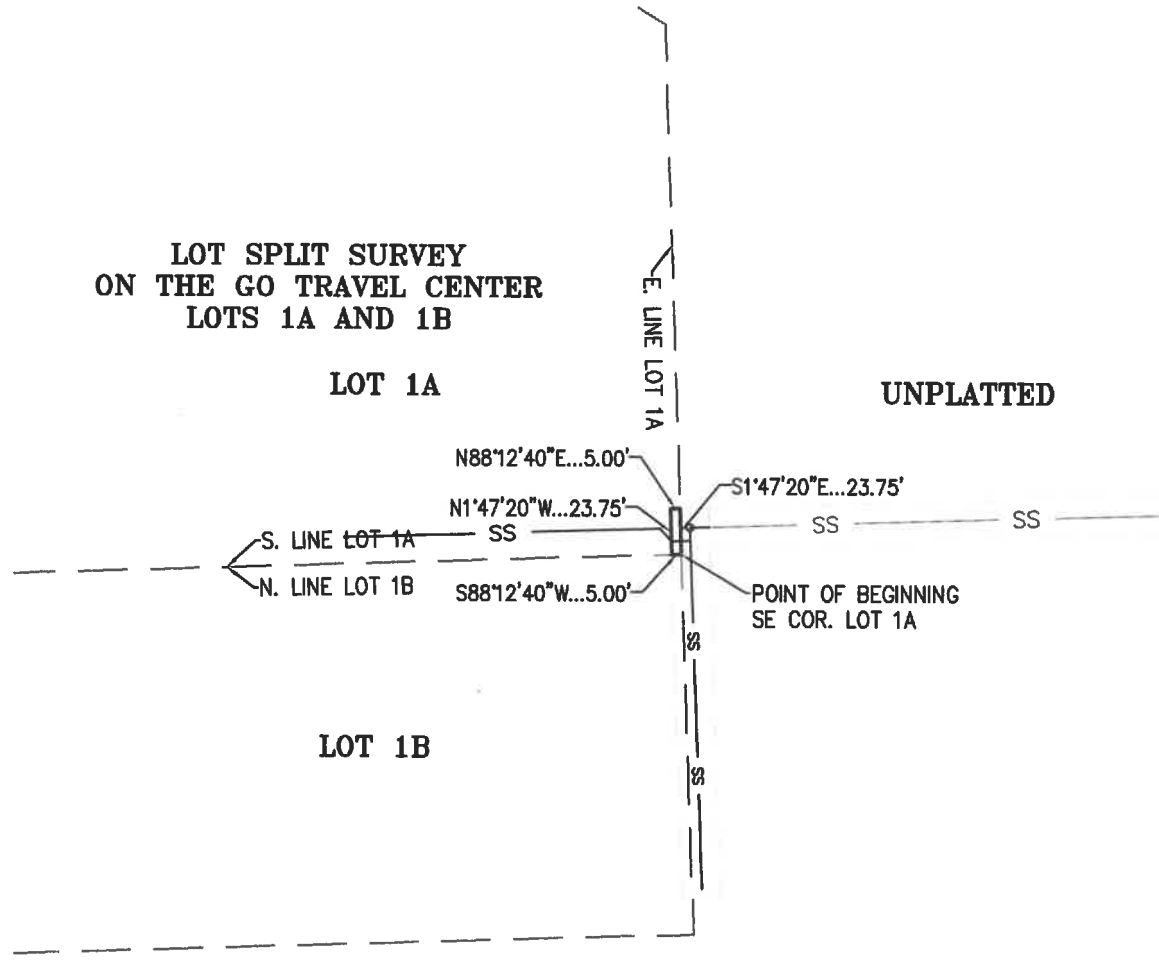 LOT SPLIT SURVEY
ON THE GO TRAVEL CENTER
LOTS 1A AND 1B
E. LINE LOT 1A
LOT 1A
UNPLATTED
N88°12'40"E...5.00'
S1°47'20"E...23.75'
N1°47'20"W...23.75'
SS
SS
SS
S. LINE LOT 1A
N. LINE LOT 1B
S88°12'40"W...5.00'
POINT OF BEGINNING
SE COR. LOT 1A
SS
LOT 1B
SS